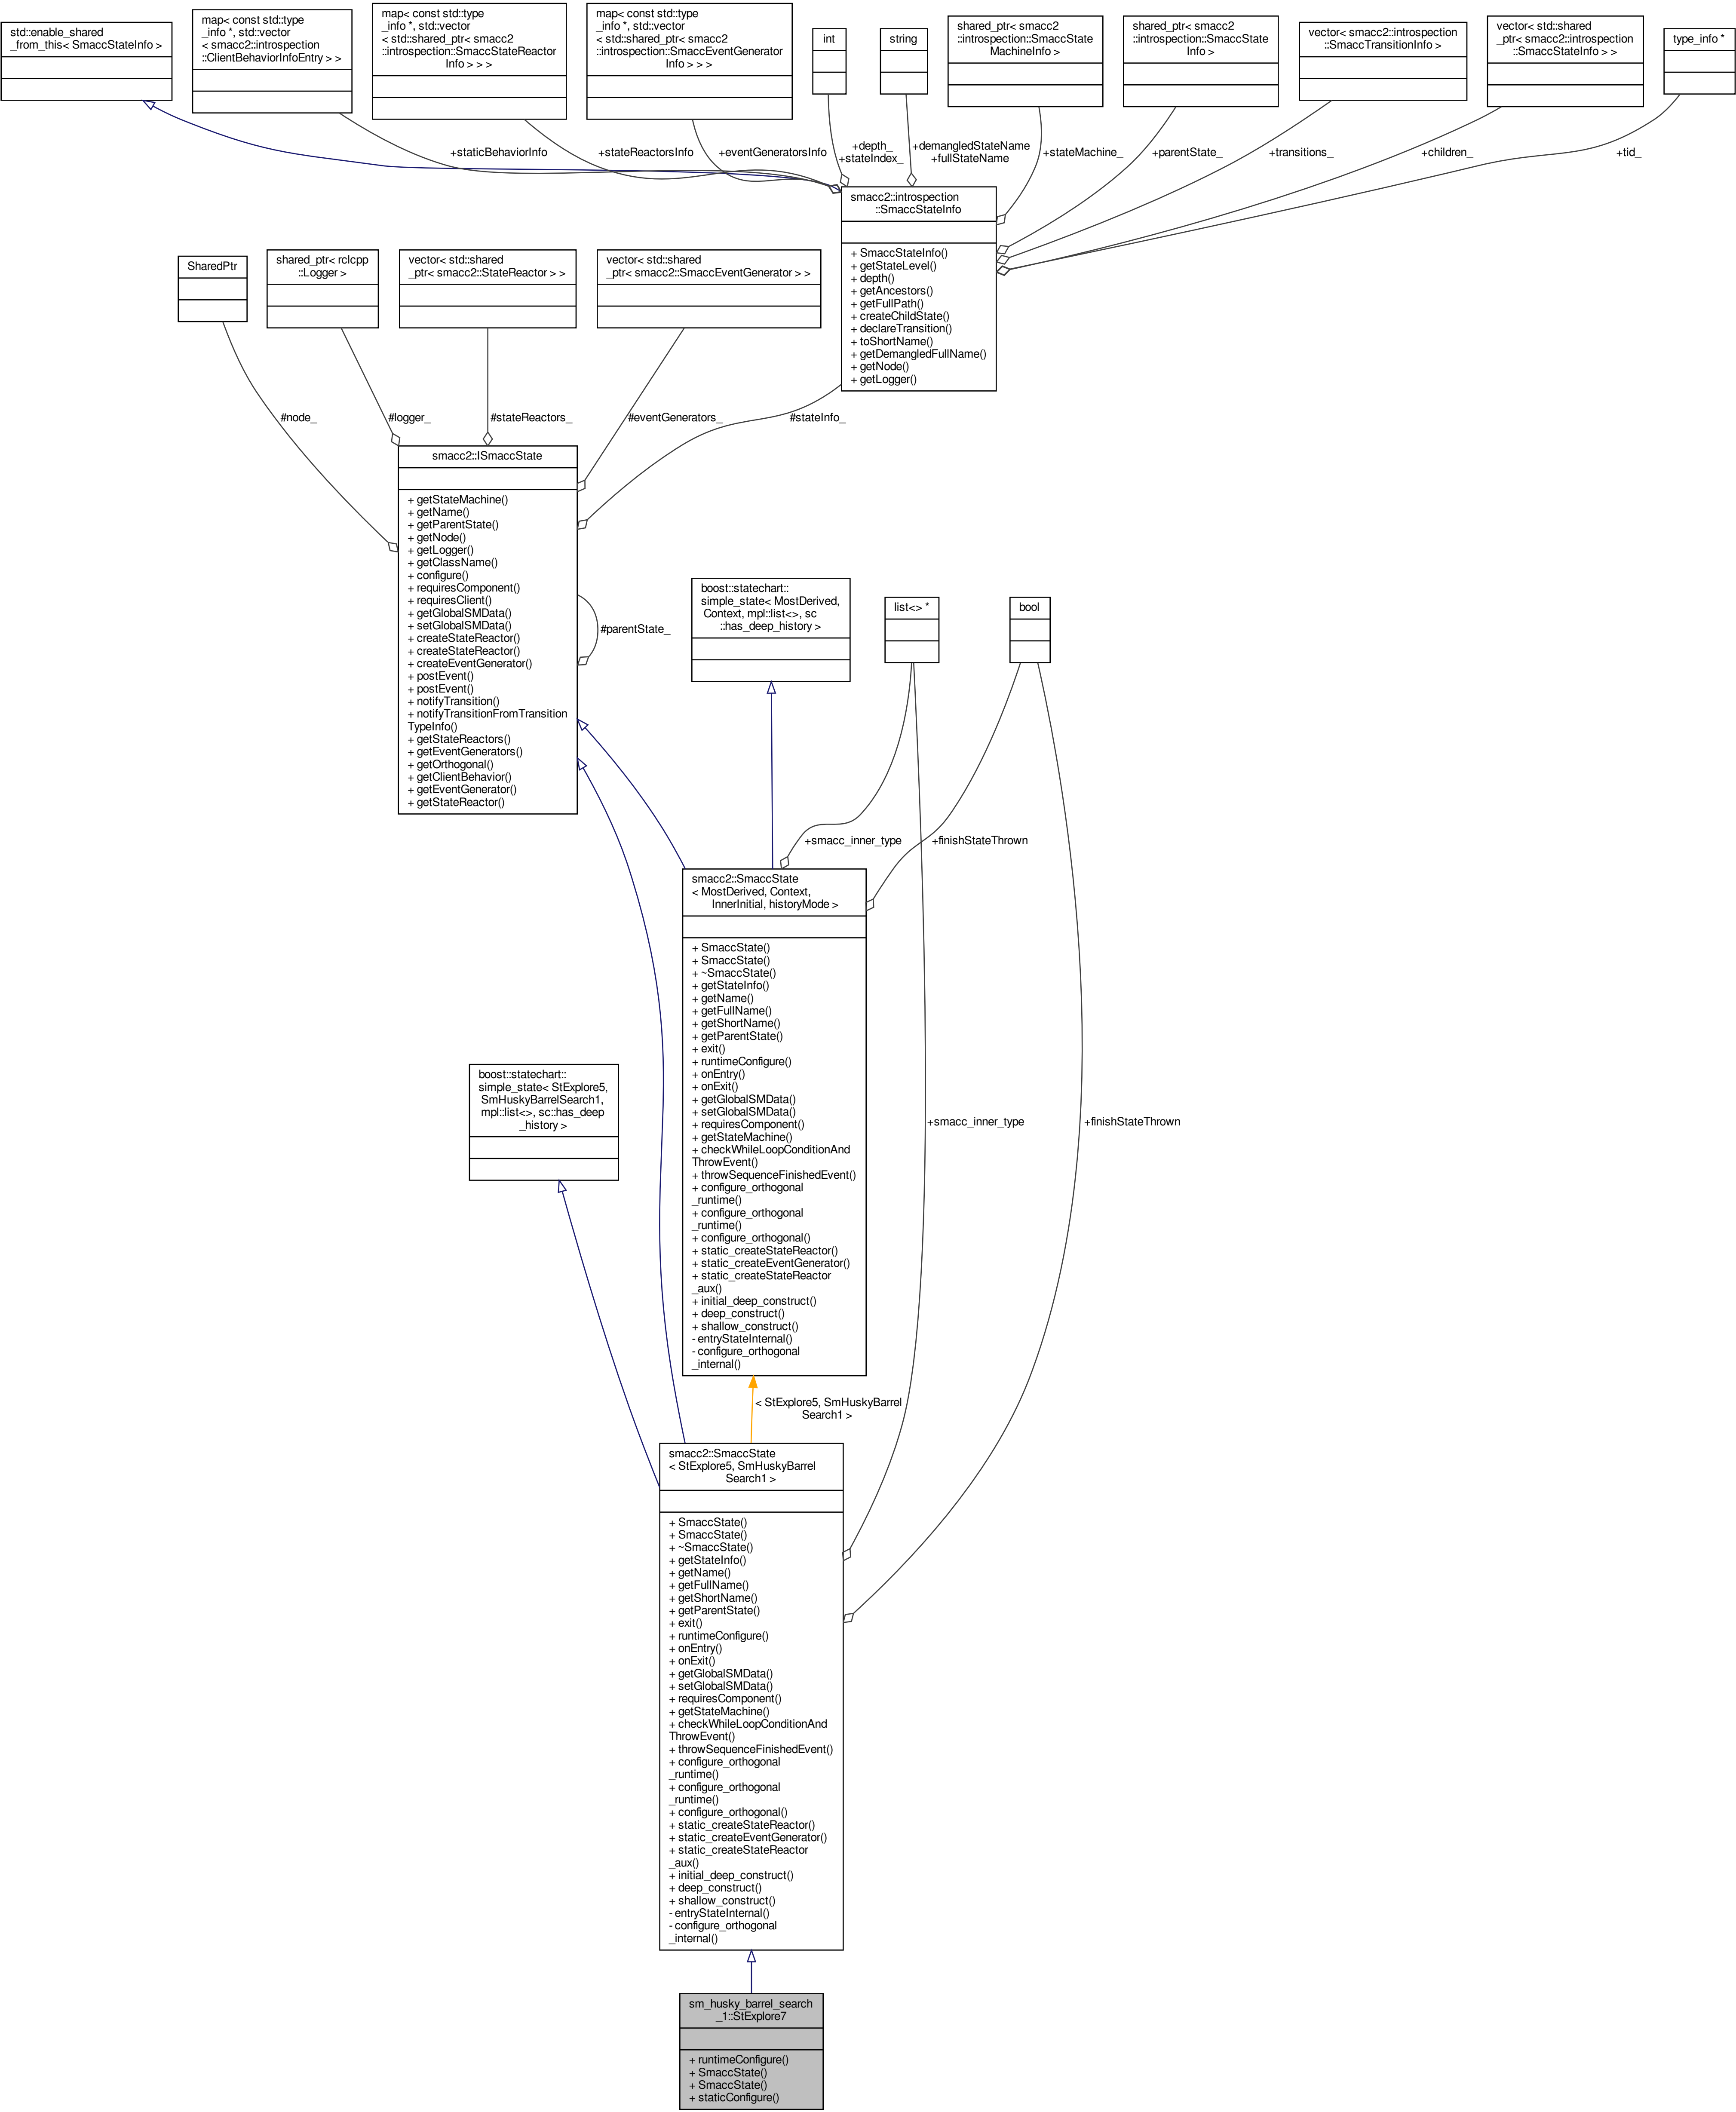 std::enable_shared
_from_this< SmaccStateInfo >
map< const std::type
_info *, std::vector
< smacc2::introspection
::ClientBehaviorInfoEntry > >
map< const std::type
_info *, std::vector
< std::shared_ptr< smacc2
::introspection::SmaccStateReactor
Info > > >
map< const std::type
_info *, std::vector
< std::shared_ptr< smacc2
::introspection::SmaccEventGenerator
Info > > >
int
string
shared_ptr< smacc2
::introspection::SmaccState
MachineInfo >
shared_ptr< smacc2
::introspection::SmaccState
Info >
vector< smacc2::introspection
::SmaccTransitionInfo >
vector< std::shared
_ptr< smacc2::introspection
::SmaccStateInfo > >
type_info *
+staticBehaviorInfo
+stateReactorsInfo
+eventGeneratorsInfo
+depth_
+stateIndex_
+demangledStateName
+fullStateName
+stateMachine_
+parentState_
+transitions_
+children_
+tid_
smacc2::introspection
::SmaccStateInfo
+ SmaccStateInfo()
+ getStateLevel()
+ depth()
+ getAncestors()
+ getFullPath()
+ createChildState()
+ declareTransition()
+ toShortName()
+ getDemangledFullName()
+ getNode()
+ getLogger()
SharedPtr
shared_ptr< rclcpp
::Logger >
vector< std::shared
_ptr< smacc2::StateReactor > >
vector< std::shared
_ptr< smacc2::SmaccEventGenerator > >
#node_
#logger_
#stateReactors_
#eventGenerators_
#stateInfo_
smacc2::ISmaccState
+ getStateMachine()
+ getName()
+ getParentState()
+ getNode()
+ getLogger()
+ getClassName()
+ configure()
+ requiresComponent()
+ requiresClient()
+ getGlobalSMData()
+ setGlobalSMData()
+ createStateReactor()
+ createStateReactor()
+ createEventGenerator()
+ postEvent()
+ postEvent()
+ notifyTransition()
+ notifyTransitionFromTransition
TypeInfo()
+ getStateReactors()
+ getEventGenerators()
+ getOrthogonal()
+ getClientBehavior()
+ getEventGenerator()
+ getStateReactor()
#parentState_
boost::statechart::
simple_state< MostDerived,
Context, mpl::list<>, sc
::has_deep_history >
list<> *
bool
+smacc_inner_type
+finishStateThrown
smacc2::SmaccState
< MostDerived, Context,
InnerInitial, historyMode >
+ SmaccState()
+ SmaccState()
+ ~SmaccState()
+ getStateInfo()
+ getName()
+ getFullName()
+ getShortName()
+ getParentState()
+ exit()
+ runtimeConfigure()
+ onEntry()
+ onExit()
+ getGlobalSMData()
+ setGlobalSMData()
+ requiresComponent()
+ getStateMachine()
+ checkWhileLoopConditionAnd
ThrowEvent()
+ throwSequenceFinishedEvent()
+ configure_orthogonal
_runtime()
+ configure_orthogonal
_runtime()
+ configure_orthogonal()
+ static_createStateReactor()
+ static_createEventGenerator()
+ static_createStateReactor
_aux()
+ initial_deep_construct()
+ deep_construct()
+ shallow_construct()
- entryStateInternal()
- configure_orthogonal
_internal()
boost::statechart::
simple_state< StExplore5,
SmHuskyBarrelSearch1,
mpl::list<>, sc::has_deep
_history >
+smacc_inner_type
+finishStateThrown
< StExplore5, SmHuskyBarrel
Search1 >
smacc2::SmaccState
< StExplore5, SmHuskyBarrel
Search1 >
+ SmaccState()
+ SmaccState()
+ ~SmaccState()
+ getStateInfo()
+ getName()
+ getFullName()
+ getShortName()
+ getParentState()
+ exit()
+ runtimeConfigure()
+ onEntry()
+ onExit()
+ getGlobalSMData()
+ setGlobalSMData()
+ requiresComponent()
+ getStateMachine()
+ checkWhileLoopConditionAnd
ThrowEvent()
+ throwSequenceFinishedEvent()
+ configure_orthogonal
_runtime()
+ configure_orthogonal
_runtime()
+ configure_orthogonal()
+ static_createStateReactor()
+ static_createEventGenerator()
+ static_createStateReactor
_aux()
+ initial_deep_construct()
+ deep_construct()
+ shallow_construct()
- entryStateInternal()
- configure_orthogonal
_internal()
sm_husky_barrel_search
_1::StExplore7
+ runtimeConfigure()
+ SmaccState()
+ SmaccState()
+ staticConfigure()